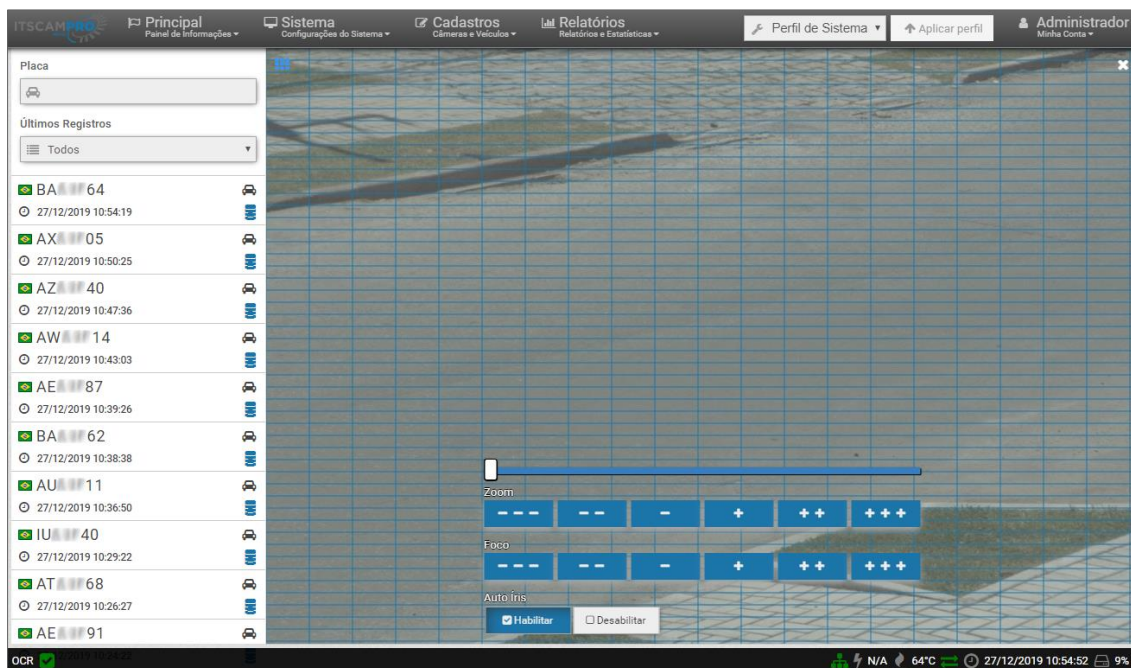 ITSCAMPRO
Principal
Painel de Informações
Sistema
Configurações do Sistema
Cadastros
Câmeras e Veículos
Relatórios
Relatórios e Estatísticas
Perfil de Sistema
Aplicar perfil
Administrador
Minha Conta
Placa
Últimos Registros
Todos
BA 64
27/12/2019 10:54:19
AX 05
27/12/2019 10:50:25
AZ 40
27/12/2019 10:47:36
AW 14
27/12/2019 10:43:03
AE 87
27/12/2019 10:39:26
BA 62
27/12/2019 10:38:38
AU 11
27/12/2019 10:36:50
IU 40
27/12/2019 10:29:22
AT 68
27/12/2019 10:26:27
AE 91
Zoom
--- -- - + ++ +++
Foco
--- -- - + ++ +++
Auto Íris
Habilitar Desabilitar
OCR
N/A 64°C 27/12/2019 10:54:52 9%